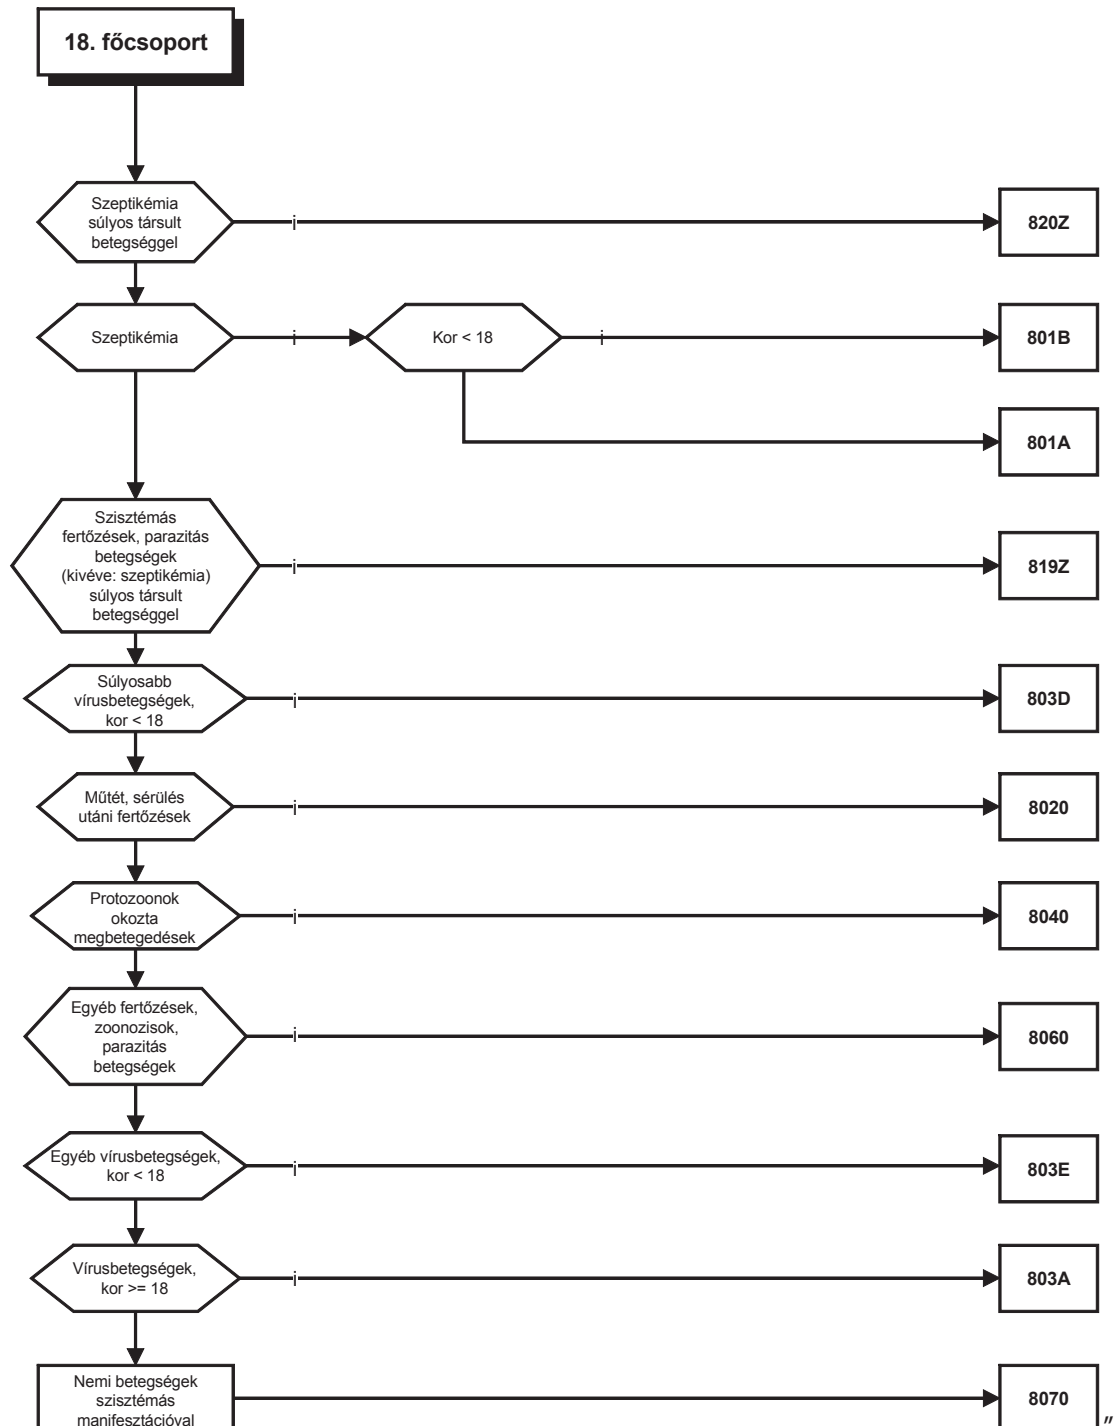 18. főcsoport
Szeptikémia
súlyos társult
betegséggel
i
820Z
Szeptikémia
i
Kor < 18
i
801B
801A
Szisztémás
fertőzések, parazitás
betegségek
(kivéve: szeptikémia)
súlyos társult
betegséggel
i
819Z
Súlyosabb
vírusbetegségek,
kor < 18
i
803D
Műtét, sérülés
utáni fertőzések
i
8020
Protozoonok
okozta
megbetegedések
i
8040
Egyéb fertőzések,
zoonozisok,
parazitás
betegségek
i
8060
Egyéb vírusbetegségek,
kor < 18
i
803E
Vírusbetegségek,
kor >= 18
i
803A
Nemi betegségek
szisztémás
manifesztációval
8070
"